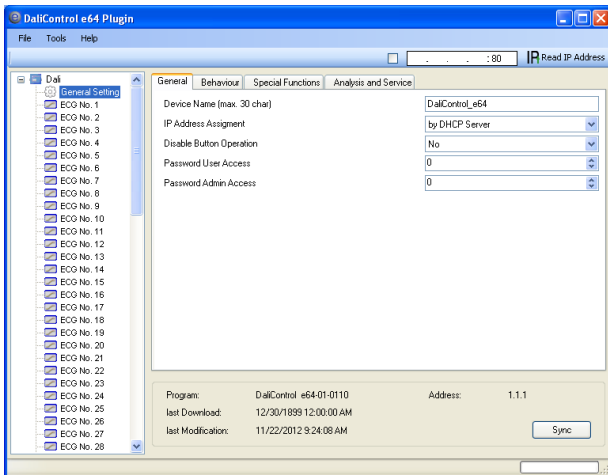 DaliControl e64 Plugin
File Tools Help
. . . :80 IP Read IP Address
Dali
General Setting
ECG No. 1
ECG No. 2
ECG No. 3
ECG No. 4
ECG No. 5
ECG No. 6
ECG No. 7
ECG No. 8
ECG No. 9
ECG No. 10
ECG No. 11
ECG No. 12
ECG No. 13
ECG No. 14
ECG No. 15
ECG No. 16
ECG No. 17
ECG No. 18
ECG No. 19
ECG No. 20
ECG No. 21
ECG No. 22
ECG No. 23
ECG No. 24
ECG No. 25
ECG No. 26
ECG No. 27
ECG No. 28
General Behaviour Special Functions Analysis and Service
Device Name (max. 30 char) DaliControl_e64
IP Address Assigment by DHCP Server
Disable Button Operation No
Password User Access 0
Password Admin Access 0
Program: DaliControl e64-01-0110 Address: 1.1.1
last Download: 12/30/1899 12:00:00 AM
last Modification: 11/22/2012 9:24:08 AM Sync